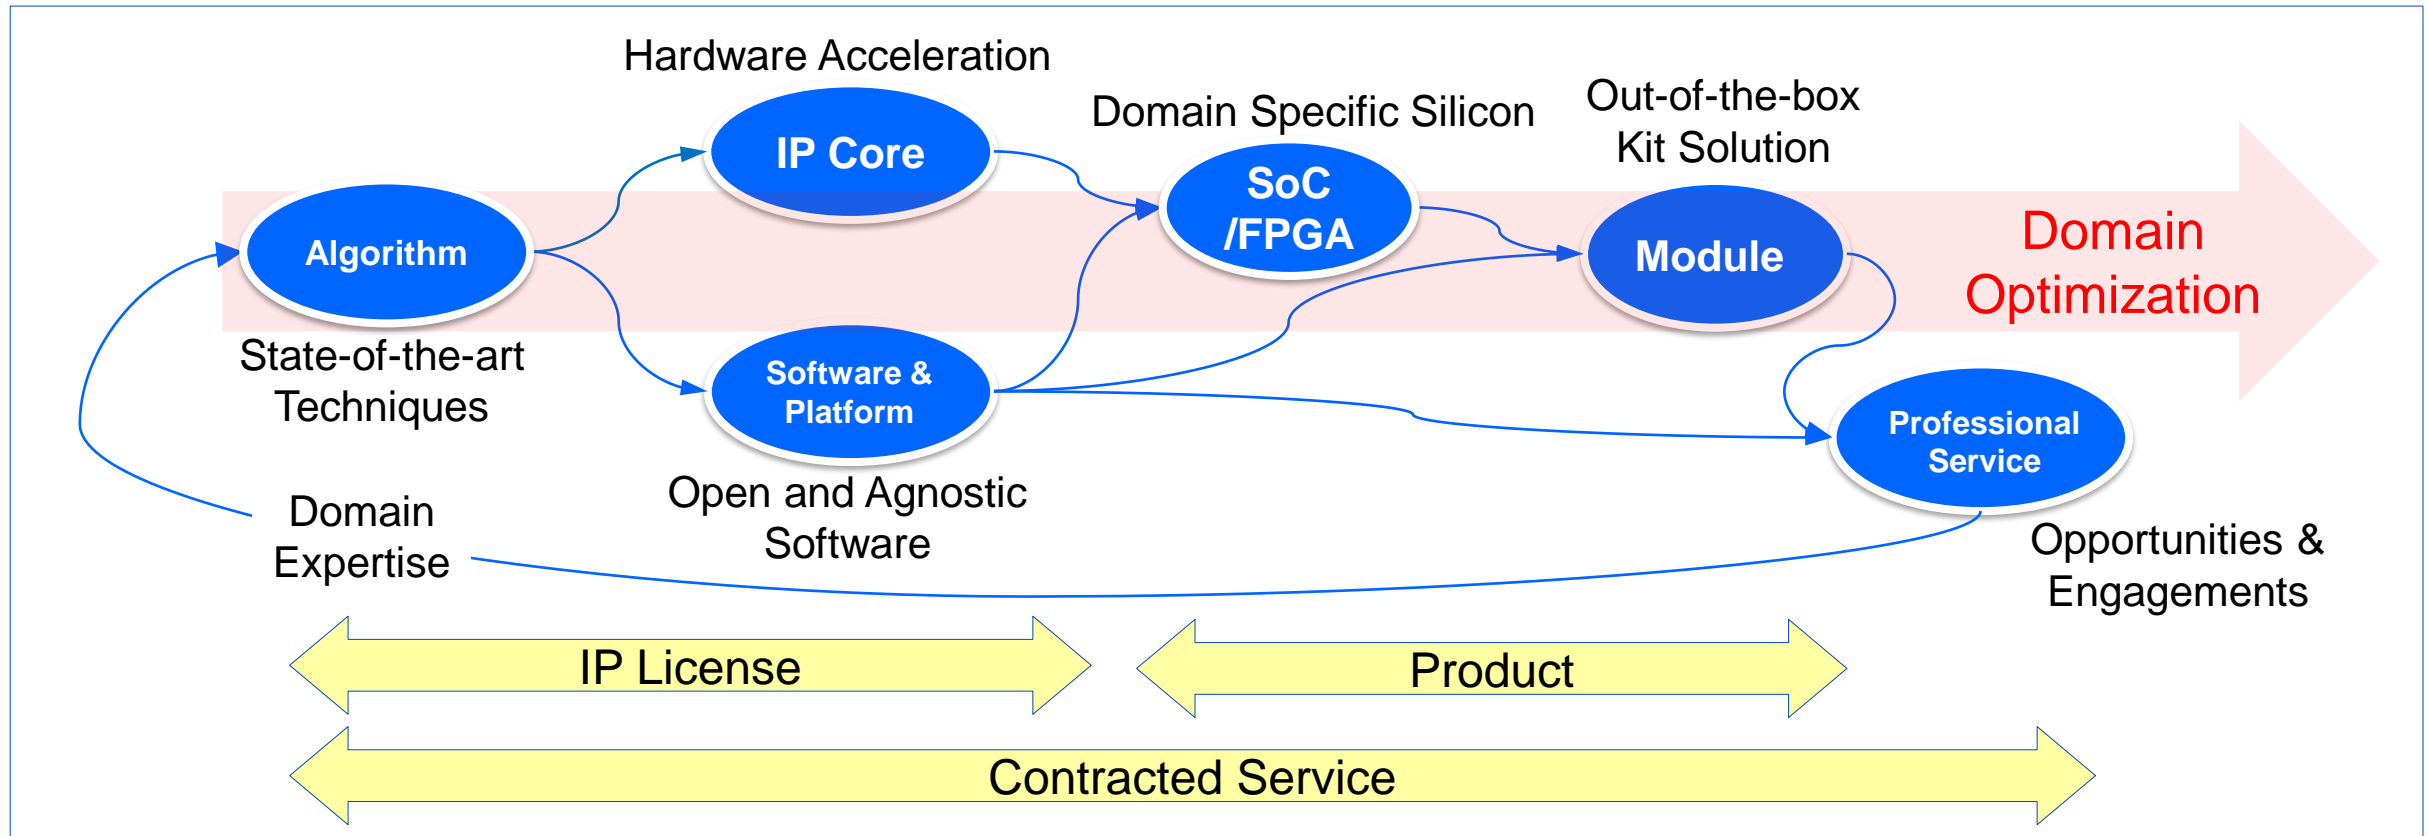 Hardware Acceleration
IP Core
Domain Specific Silicon
SoC
/FPGA
Out-of-the-box
Kit Solution
Module
Domain
Optimization
Algorithm
State-of-the-art
Techniques
Software &
Platform
Open and Agnostic
Software
Professional
Service
Opportunities &
Engagements
Domain
Expertise
IP License
Product
Contracted Service